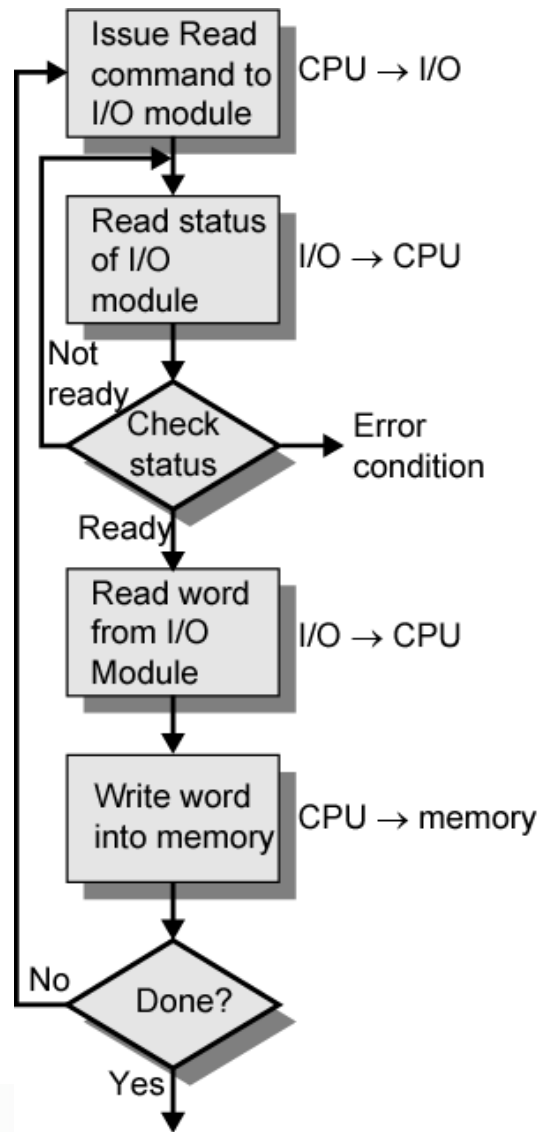 Issue Read
command to
I/O module
CPU → I/O
Read status
of I/O
module
I/O → CPU
Not
ready
Check
status
Error
condition
Ready
Read word
from I/O
Module
I/O → CPU
Write word
into memory
CPU → memory
No
Done?
Yes